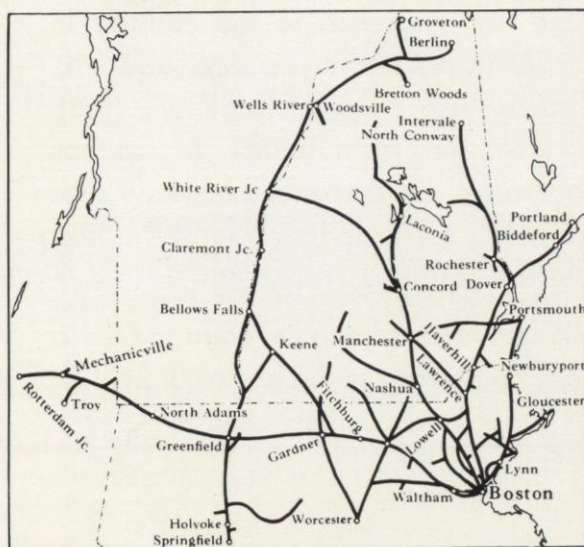 Groveton
Berlin
Bretton Woods
Wells River
Woodsville
Intervale
North Conway
White River Jc
Laconia
Portland
Biddeford
Claremont Jc.
Rochester
Dover
Concord
Bellows Falls
Portsmouth
Keene
Manchester
Haverhill
Mechanicville
Lawrence
Newburyport
Nashua
Rotterdam Jc.
Troy
North Adams
Fitchburg
Gloucester
Greenfield
Gardner
Lowell
Lynn
Waltham
Boston
Holyoke
Worcester
Springfield